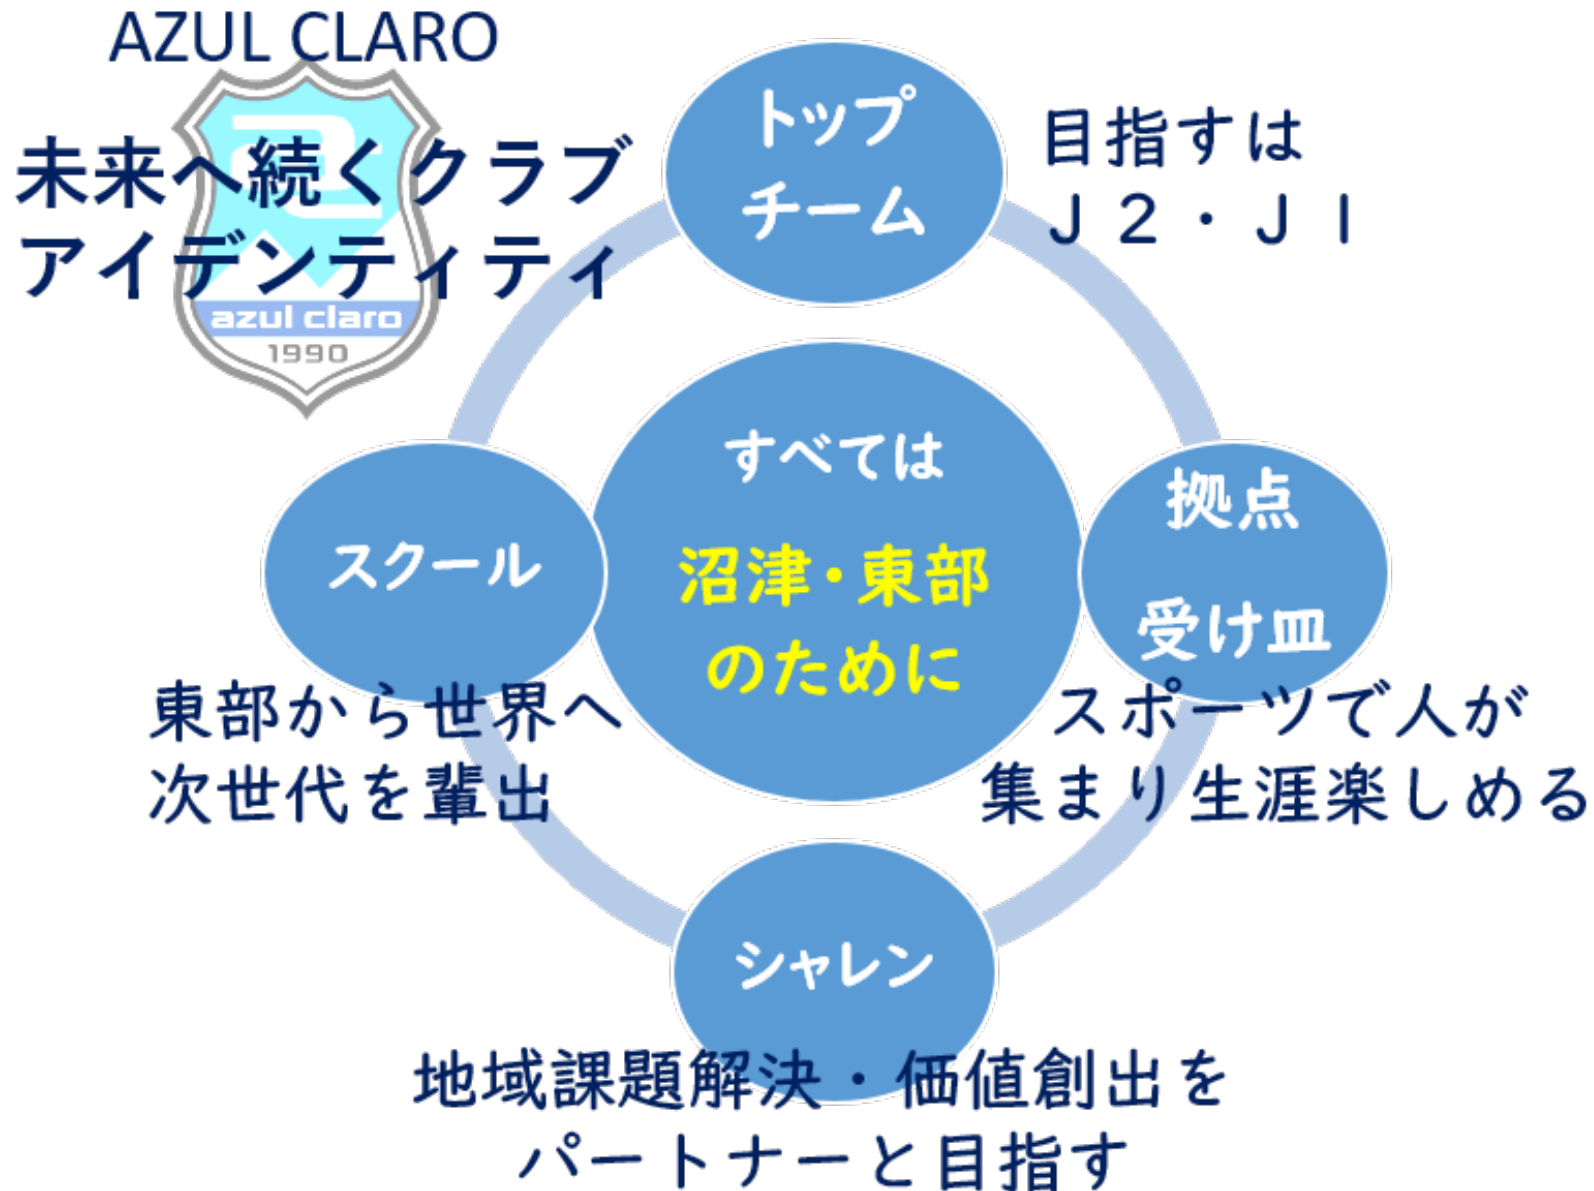 AZUL CLARO
未来へ続くクラブ
アイデンティティ
azul claro
1990
トップ
チーム
目指すは
J2・J1
すべては
沼津・東部
のために
拠点
受け皿
スポーツで人が
集まり生涯楽しめる
シャレン
地域課題解決・価値創出を
パートナーと目指す
スクール
東部から世界へ
次世代を輩出